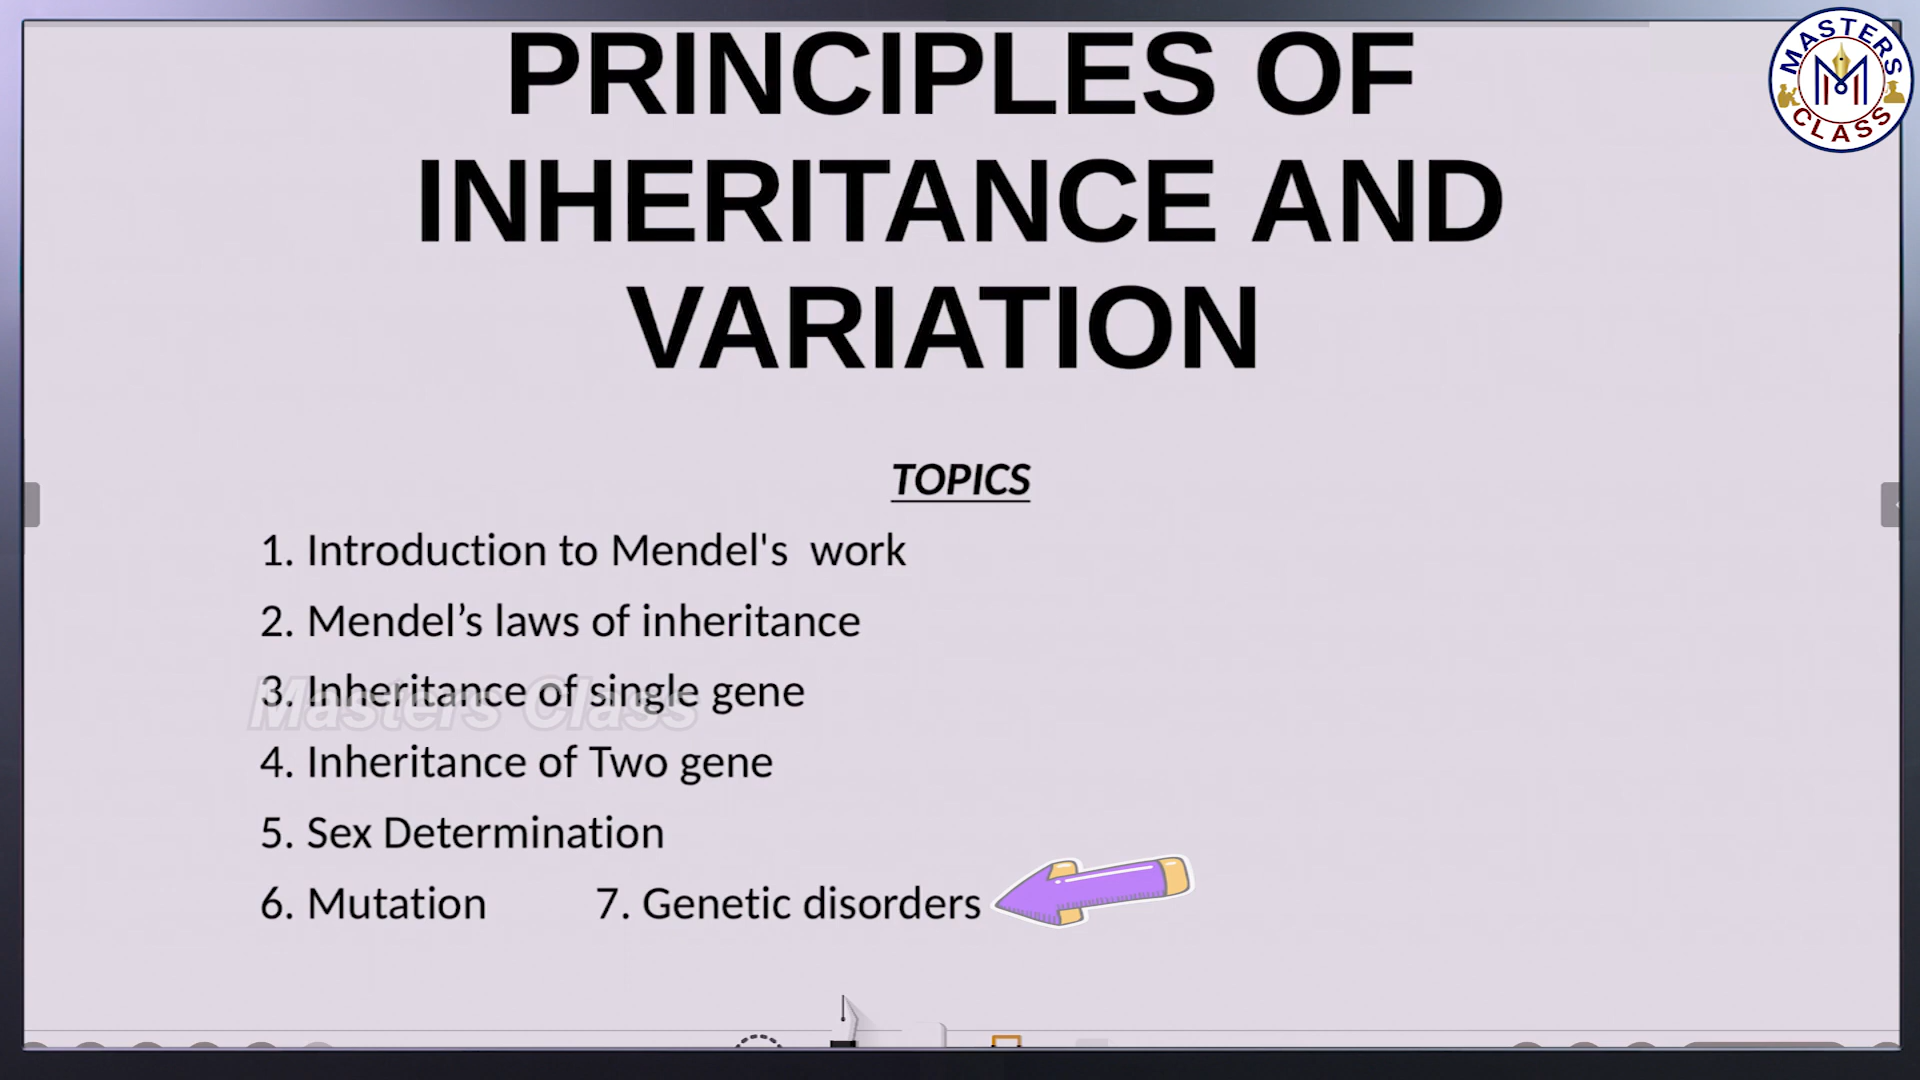 MASTERS
CLASS
PRINCIPLES OF
INHERITANCE AND
VARIATION
TOPICS
1. Introduction to Mendel's  work
2. Mendel’s laws of inheritance
3. Inheritance of single gene
Masters Class
4. Inheritance of Two gene
5. Sex Determination
6. Mutation 7. Genetic disorders